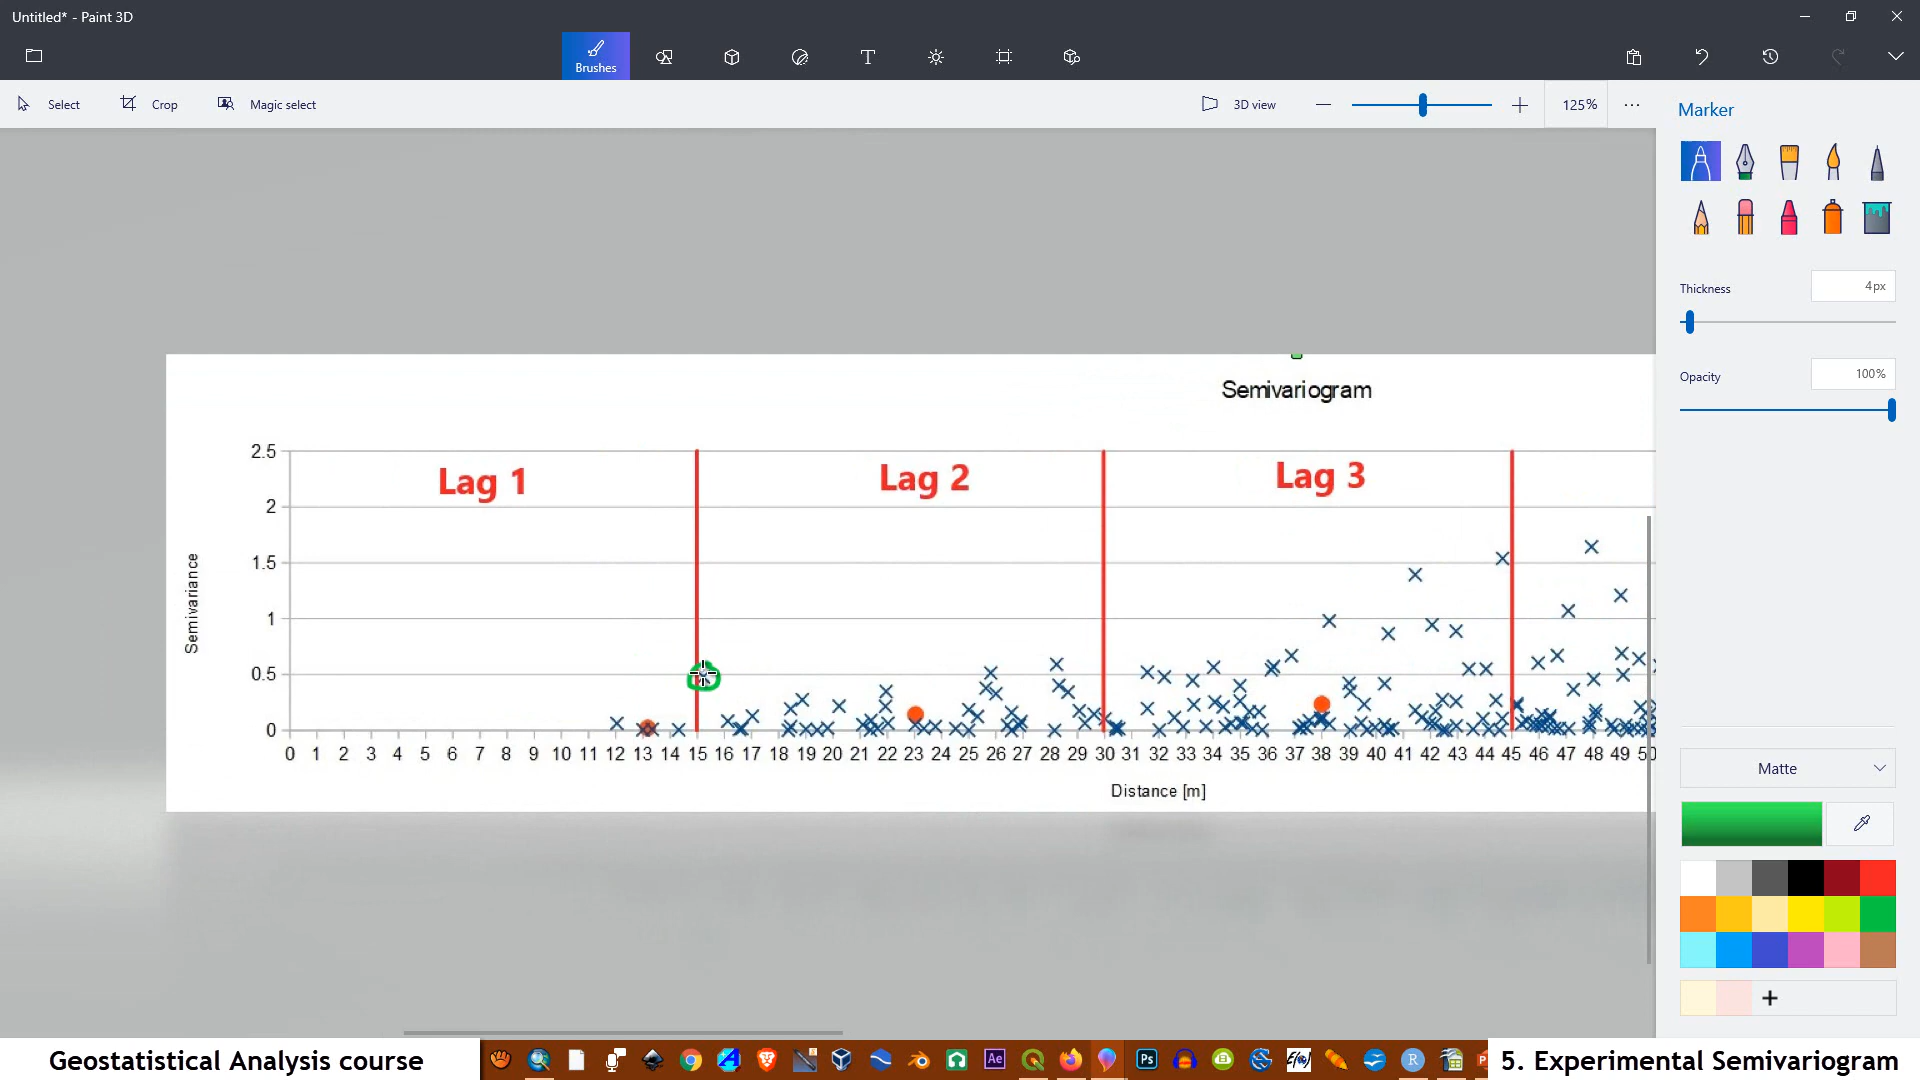 Untitled* - Paint 3D
Brushes
Select
Crop
Magic select
3D view
125%
Marker
Thickness
4px
Opacity
100%
Semivariogram
2.5
2
1.5
1
0.5
0
Semivariance
Lag 1
Lag 2
Lag 3
0 1 2 3 4 5 6 7 8 9 10 11 12 13 14 15 16 17 18 19 20 21 22 23 24 25 26 27 28 29 30 31 32 33 34 35 36 37 38 39 40 41 42 43 44 45 46 47 48 49 50
Distance [m]
Matte
Geostatistical Analysis course
Ae
Ps
R
5. Experimental Semivariogram